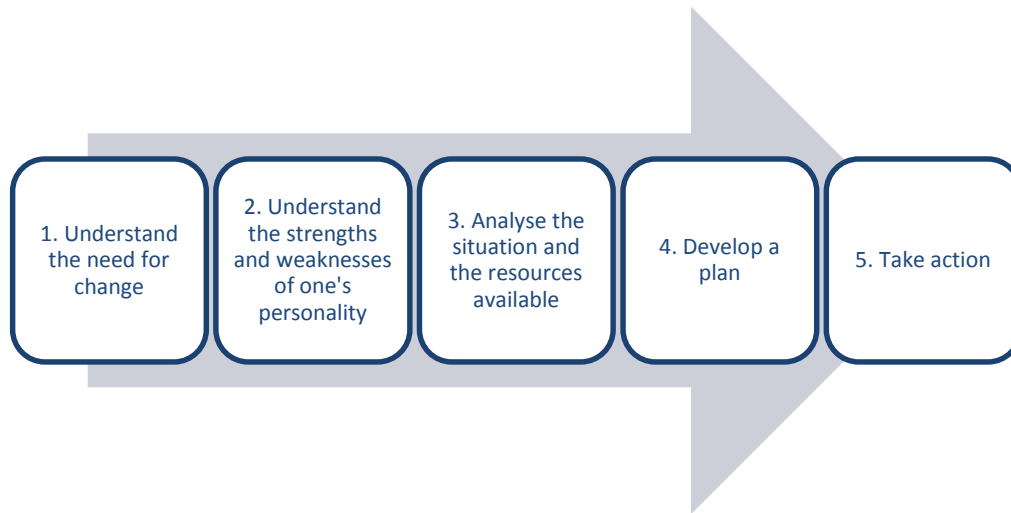 1. Understand
the need for
change
2. Understand
the strengths
and weaknesses
of one's
personality
3. Analyse the
situation and
the resources
available
4. Develop a
plan
5. Take action